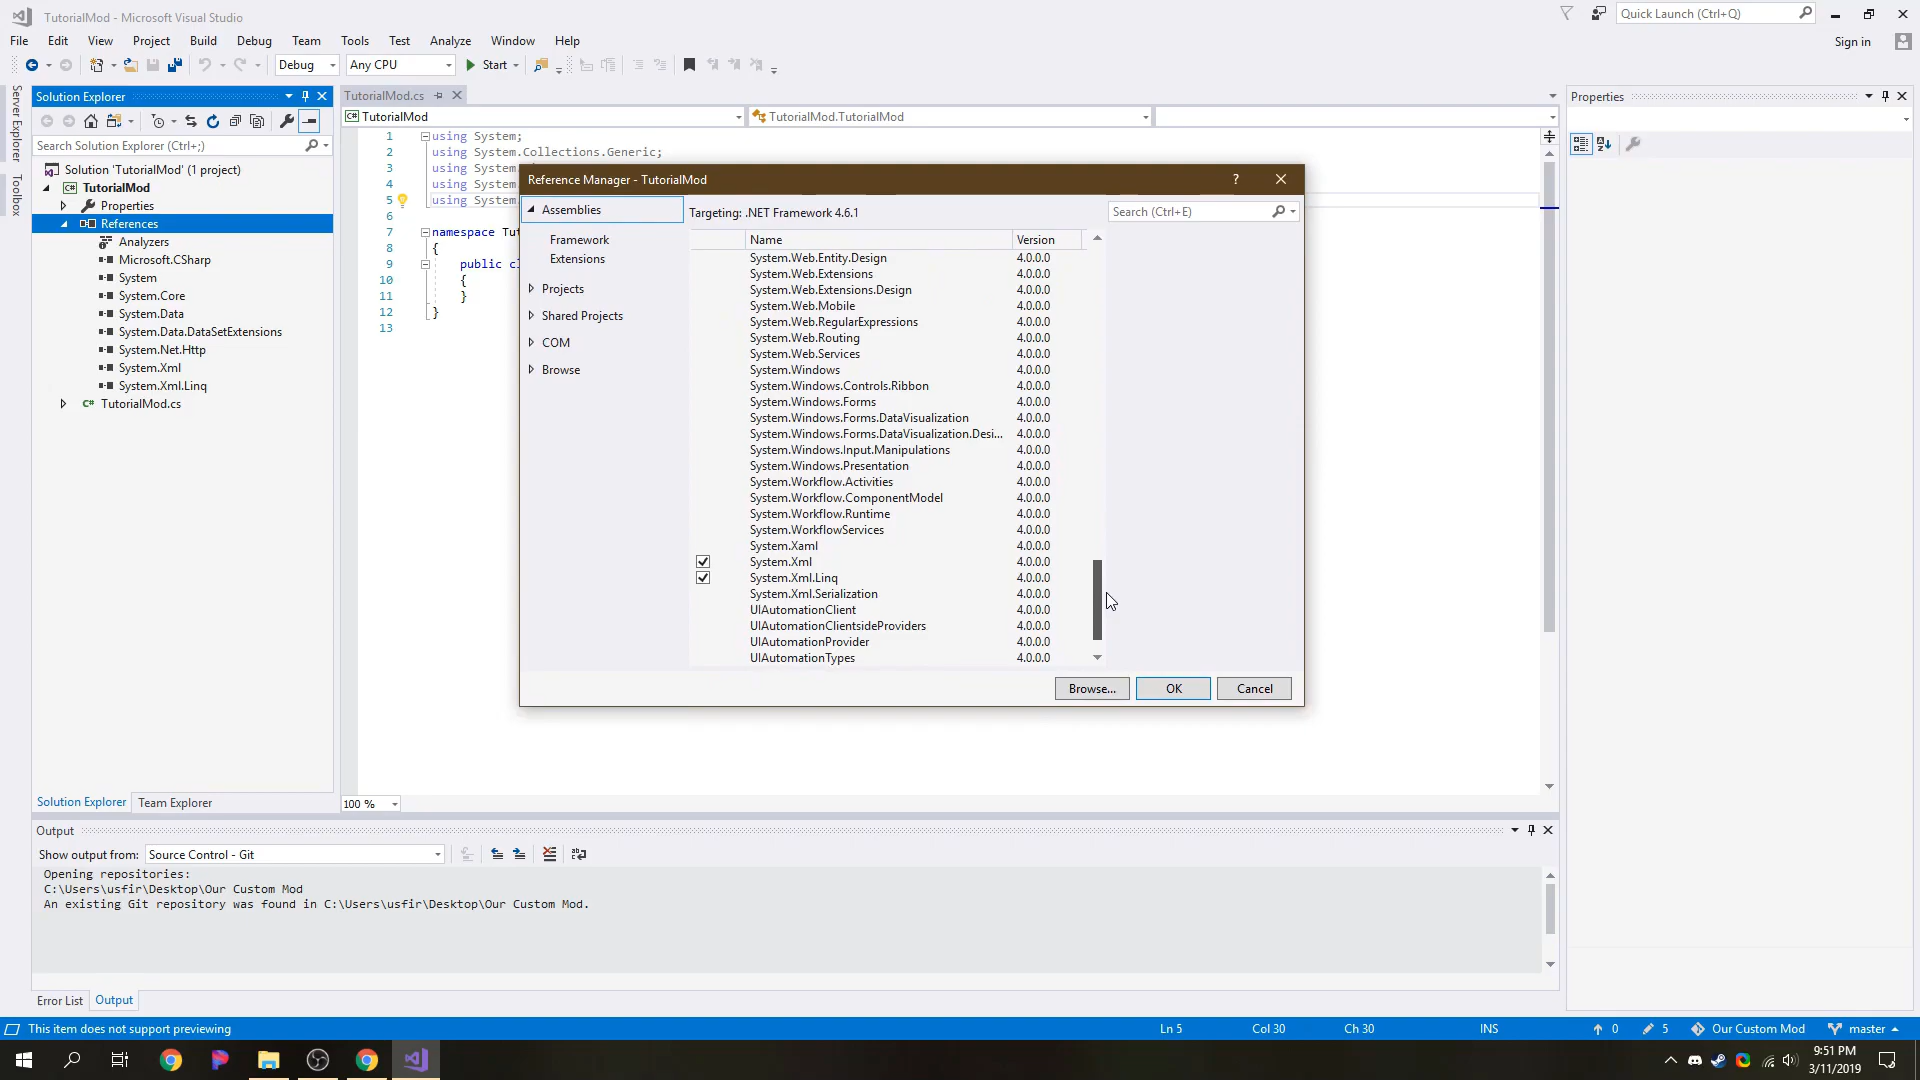 TutorialMod - Microsoft Visual Studio
Quick Launch (Ctrl+Q)
File Edit View Project Build Debug Team Tools Test Analyze Window Help
Sign in
Debug Any CPU Start
Server Explorer
Toolbox
Solution Explorer
Search Solution Explorer (Ctrl+;)
Solution 'TutorialMod' (1 project)
TutorialMod
Properties
References
Analyzers
Microsoft.CSharp
System
System.Core
System.Data
System.Data.DataSetExtensions
System.Net.Http
System.Xml
System.Xml.Linq
C# TutorialMod.cs
Solution Explorer Team Explorer
TutorialMod.cs
C# TutorialMod TutorialMod.TutorialMod
1 using System;
2 using System.Collections.Generic;
3 using System.
4 using System.
5 using System.
6
7 namespace Tu
8 {
9 public cl
10 {
11 }
12 }
13
100 %
Reference Manager - TutorialMod
?
Assemblies
Framework
Extensions
Projects
Shared Projects
COM
Browse
Targeting: .NET Framework 4.6.1
Search (Ctrl+E)
Name Version
System.Web.Entity.Design 4.0.0.0
System.Web.Extensions 4.0.0.0
System.Web.Extensions.Design 4.0.0.0
System.Web.Mobile 4.0.0.0
System.Web.RegularExpressions 4.0.0.0
System.Web.Routing 4.0.0.0
System.Web.Services 4.0.0.0
System.Windows 4.0.0.0
System.Windows.Controls.Ribbon 4.0.0.0
System.Windows.Forms 4.0.0.0
System.Windows.Forms.DataVisualization 4.0.0.0
System.Windows.Forms.DataVisualization.Desi... 4.0.0.0
System.Windows.Input.Manipulations 4.0.0.0
System.Windows.Presentation 4.0.0.0
System.Workflow.Activities 4.0.0.0
System.Workflow.ComponentModel 4.0.0.0
System.Workflow.Runtime 4.0.0.0
System.WorkflowServices 4.0.0.0
System.Xaml 4.0.0.0
System.Xml 4.0.0.0
System.Xml.Linq 4.0.0.0
System.Xml.Serialization 4.0.0.0
UIAutomationClient 4.0.0.0
UIAutomationClientsideProviders 4.0.0.0
UIAutomationProvider 4.0.0.0
UIAutomationTypes 4.0.0.0
Browse... OK Cancel
Properties
Output
Show output from: Source Control - Git
Opening repositories:
C:\Users\usfir\Desktop\Our Custom Mod
An existing Git repository was found in C:\Users\usfir\Desktop\Our Custom Mod.
Error List Output
This item does not support previewing Ln 5 Col 30 Ch 30 INS 0 5 Our Custom Mod master
9:51 PM
3/11/2019